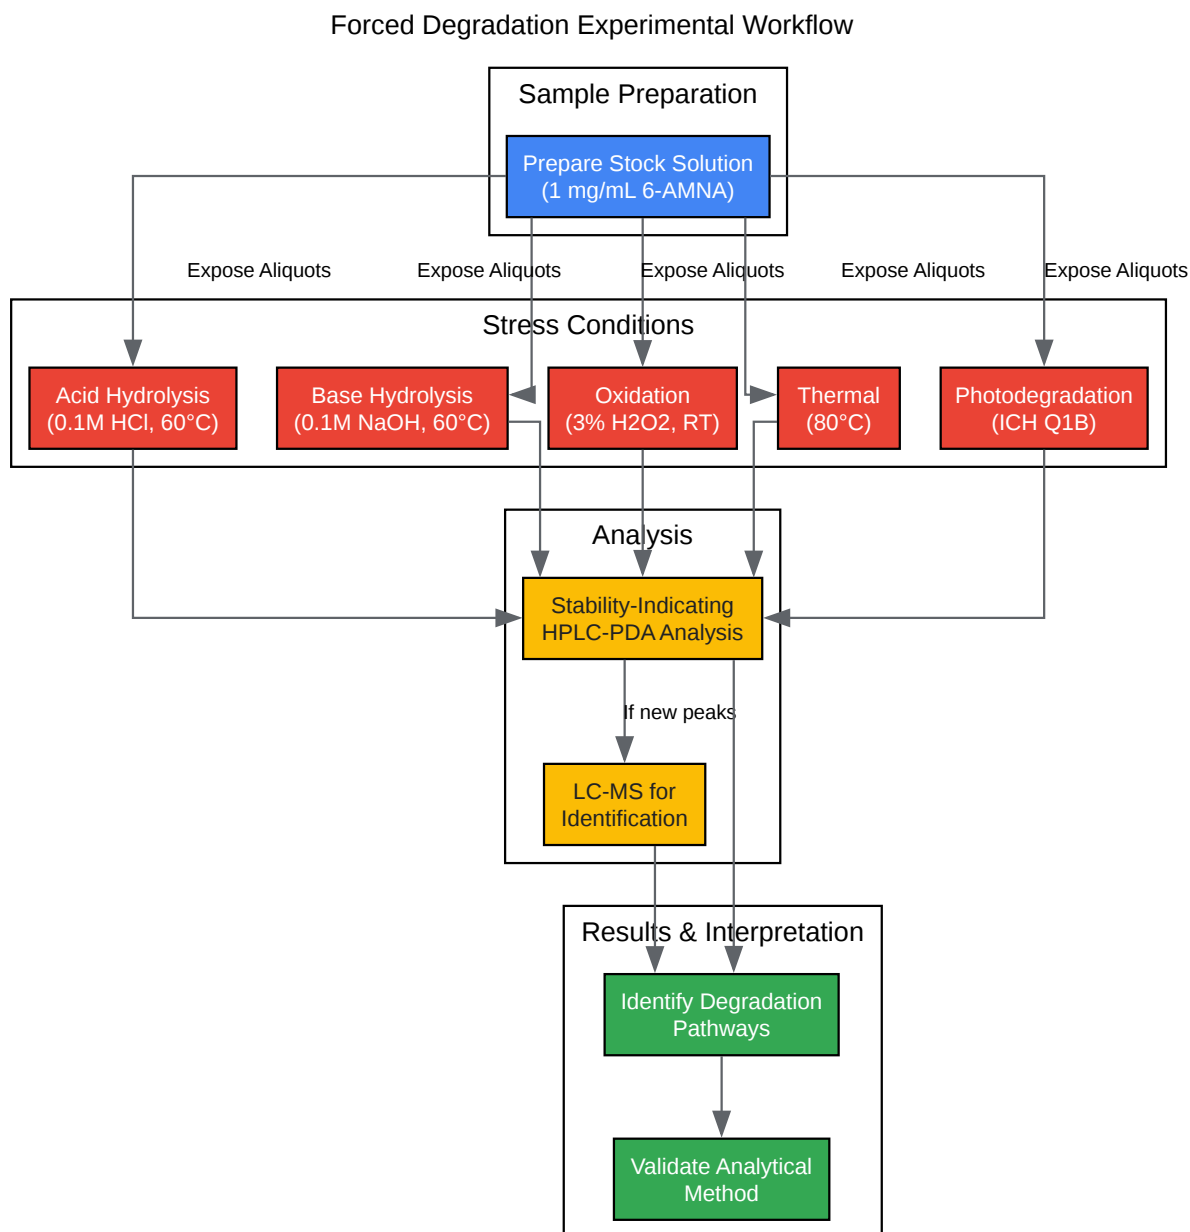 Forced Degradation Experimental Workflow
Sample Preparation
Prepare Stock Solution
(1 mg/mL 6-AMNA)
Expose Aliquots
Expose Aliquots
Expose Aliquots
Expose Aliquots
Expose Aliquots
Stress Conditions
Acid Hydrolysis
(0.1M HCl, 60°C)
Base Hydrolysis
(0.1M NaOH, 60°C)
Oxidation
(3% H2O2, RT)
Thermal
(80°C)
Photodegradation
(ICH Q1B)
Analysis
Stability-Indicating
HPLC-PDA Analysis
If new peaks
LC-MS for
Identification
Results & Interpretation
Identify Degradation
Pathways
Validate Analytical
Method